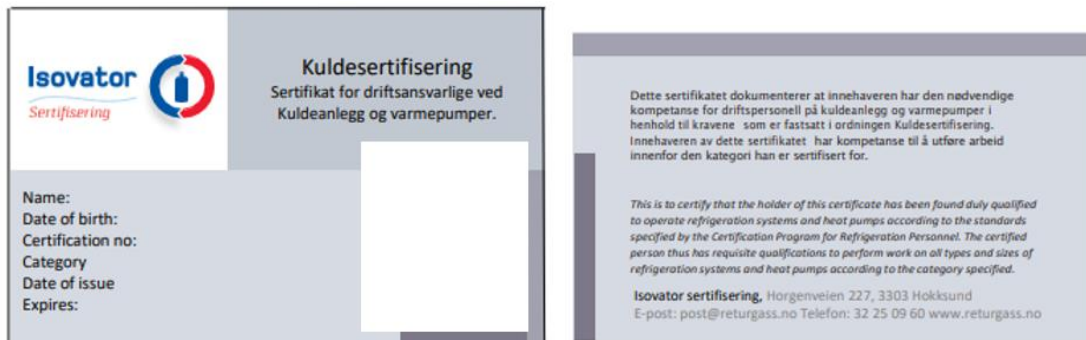 Isovator
Sertifisering
Kuldesertifisering
Sertifikat for driftsansvarlige ved
Kuldeanlegg og varmepumper.
Name:
Date of birth:
Certification no:
Category
Date of issue
Expires:
Dette sertifikatet dokumenterer at innehaveren har den nødvendige
kompetanse for driftspersonell på kuldeanlegg og varmepumper i
henhold til kravene som er fastsatt i ordningen Kuldesertifisering.
Innehaveren av dette sertifikatet har kompetanse til å utføre arbeid
innenfor den kategori han er sertifisert for.
This is to certify that the holder of this certificate has been found duly qualified
to operate refrigeration systems and heat pumps according to the standards
specified by the Certification Program for Refrigeration Personnel. The certified
person thus has requisite qualifications to perform work on all types and sizes of
refrigeration systems and heat pumps according to the category specified.
Isovator sertifisering, Horgenveien 227, 3303 Hokksund
E-post: post@returgass.no Telefon: 32 25 09 60 www.returgass.no